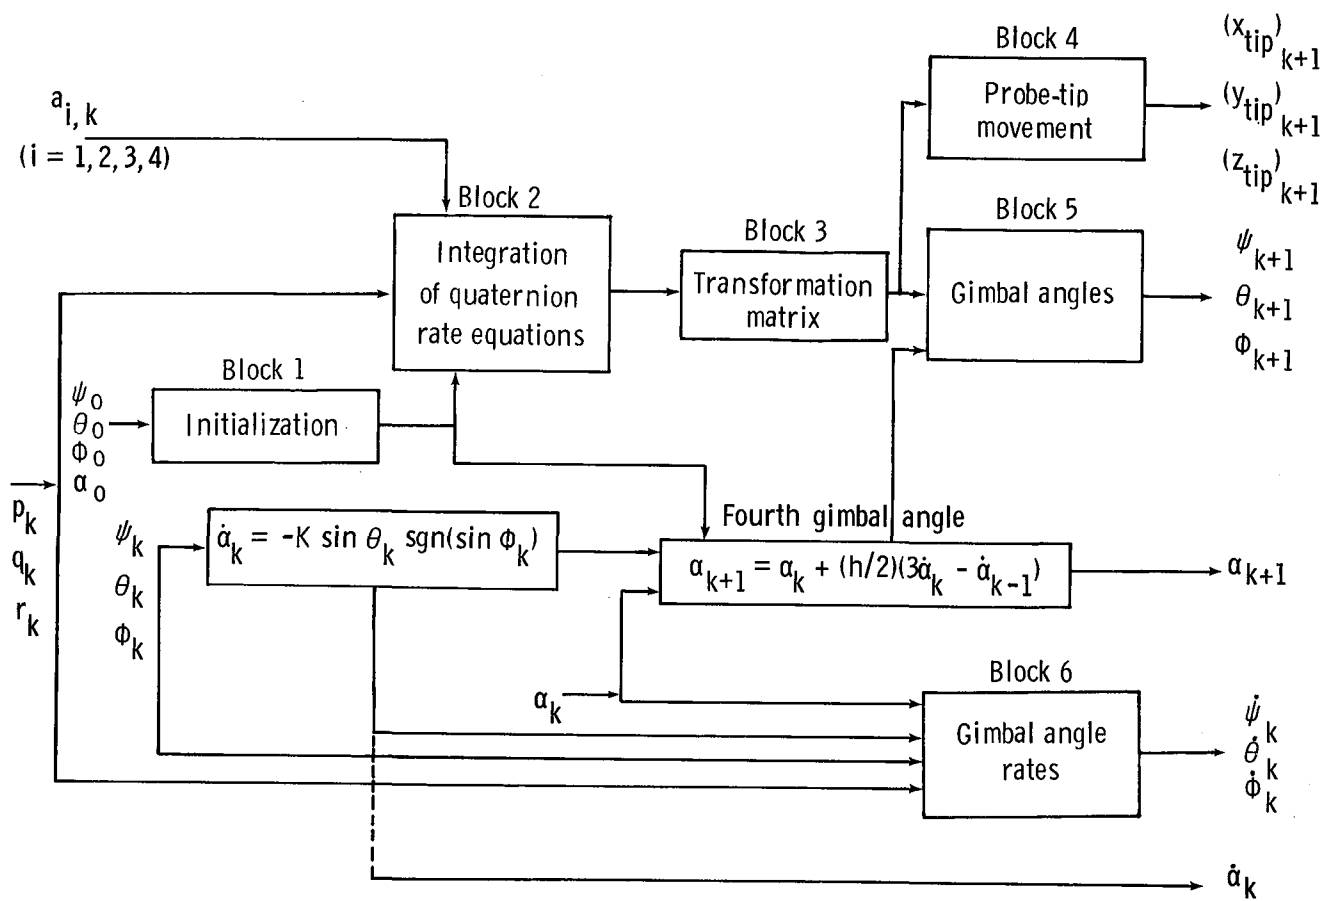 Block 4
(x_tip)_k+1
Probe-tip
movement
(y_tip)_k+1
(z_tip)_k+1
a_i, k
(i = 1, 2, 3, 4)
Block 2
Integration
of quaternion
rate equations
Block 3
Transformation
matrix
Block 5
Gimbal angles
ψ_k+1
θ_k+1
Φ_k+1
Block 1
Initialization
ψ_0
θ_0
Φ_0
α_0
p_k
q_k
r_k
ψ_k
θ_k
Φ_k
α̇_k = -K sin θ_k sgn(sin Φ_k)
Fourth gimbal angle
α_k+1 = α_k + (h/2)(3α̇_k - α̇_k-1)
α_k+1
α_k
Block 6
Gimbal angle
rates
ψ̇_k
θ̇_k
Φ̇_k
α̇_k